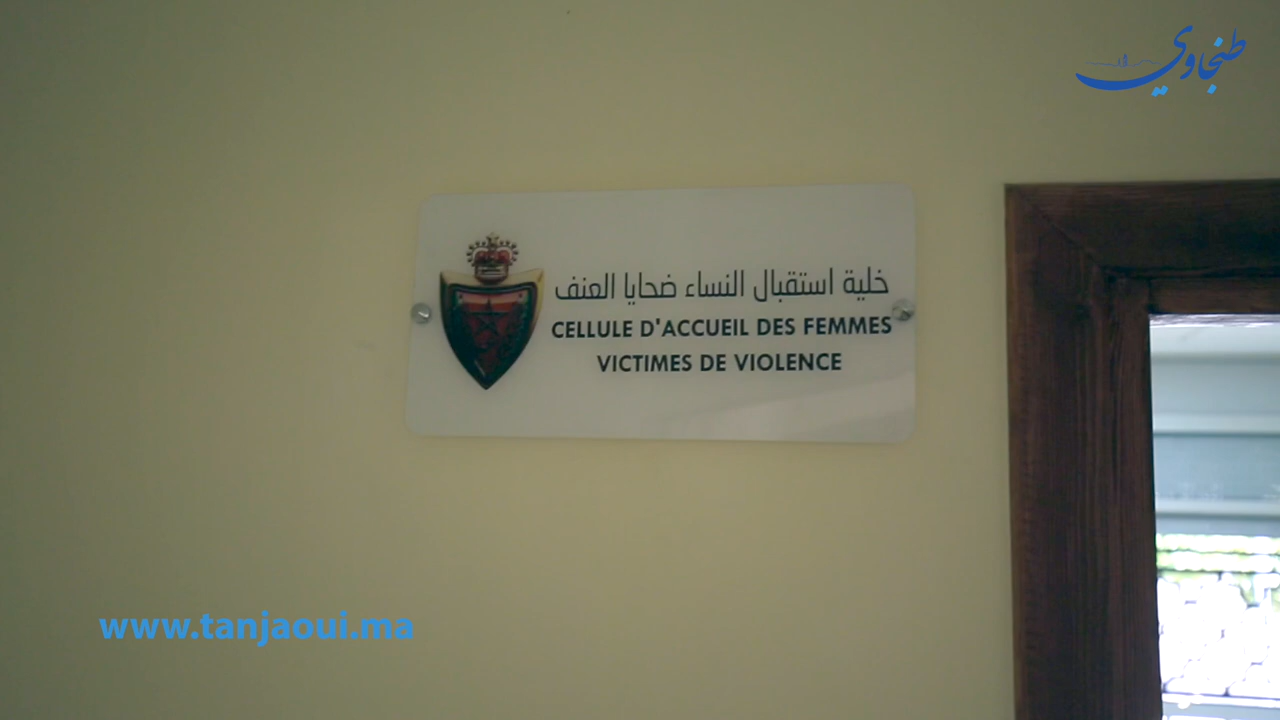 طنجاوي
خلية استقبال النساء ضحايا العنف
CELLULE D'ACCUEIL DES FEMMES
VICTIMES DE VIOLENCE
www.tanjaoui.ma